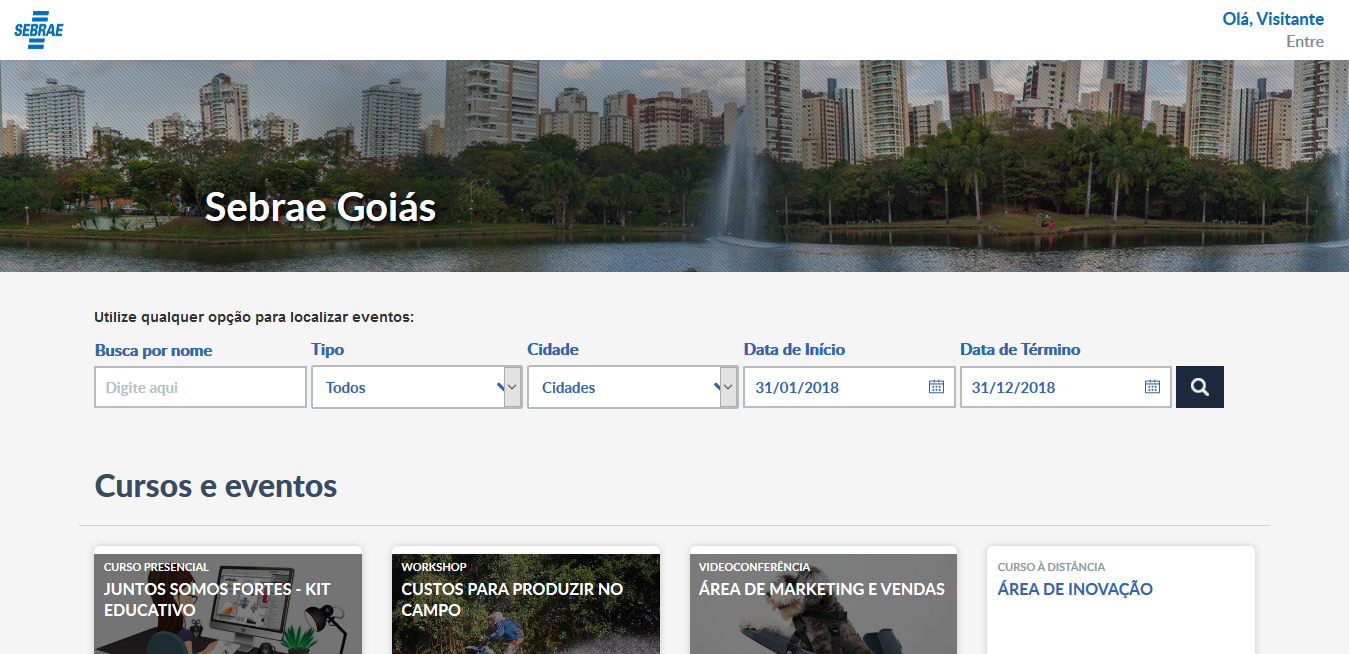 SEBRAE
Olá, Visitante
Entre
Sebrae Goiás
Utilize qualquer opção para localizar eventos:
Busca por nome
Tipo
Cidade
Data de Início
Data de Término
Digite aqui
Todos
Cidades
31/01/2018
31/12/2018
Cursos e eventos
CURSO PRESENCIAL
JUNTOS SOMOS FORTES - KIT
EDUCATIVO
WORKSHOP
CUSTOS PARA PRODUZIR NO
CAMPO
VIDEOCONFERÊNCIA
ÁREA DE MARKETING E VENDAS
CURSO À DISTÂNCIA
ÁREA DE INOVAÇÃO